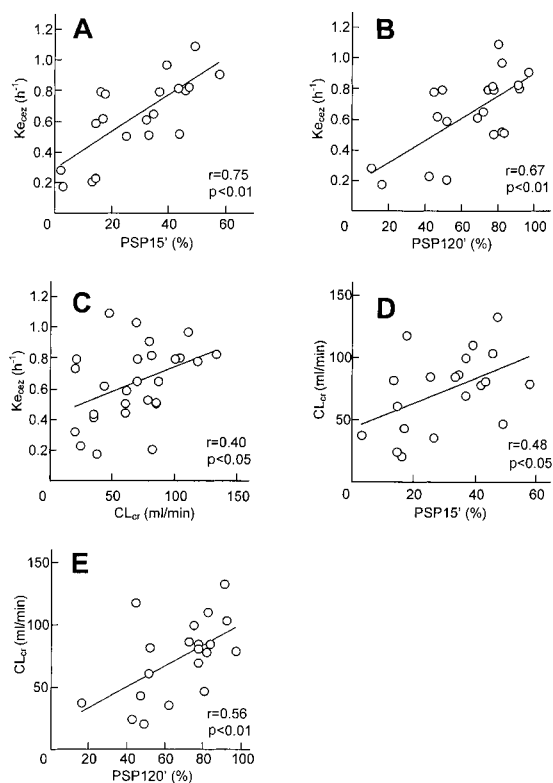 A
Ke_cez (h⁻¹)
1.2
1.0
0.8
0.6
0.4
0.2
0 20 40 60
r=0.75
p<0.01
PSP15' (%)
B
Ke_cez (h⁻¹)
1.2
1.0
0.8
0.6
0.4
0.2
0 20 40 60 80 100
r=0.67
p<0.01
PSP120' (%)
C
Ke_cez (h⁻¹)
1.2
1.0
0.8
0.6
0.4
0.2
0 50 100 150
r=0.40
p<0.05
CL_cr (ml/min)
D
CL_cr (ml/min)
150
100
50
0 20 40 60
r=0.48
p<0.05
PSP15' (%)
E
CL_cr (ml/min)
150
100
50
0 20 40 60 80 100
r=0.56
p<0.01
PSP120' (%)